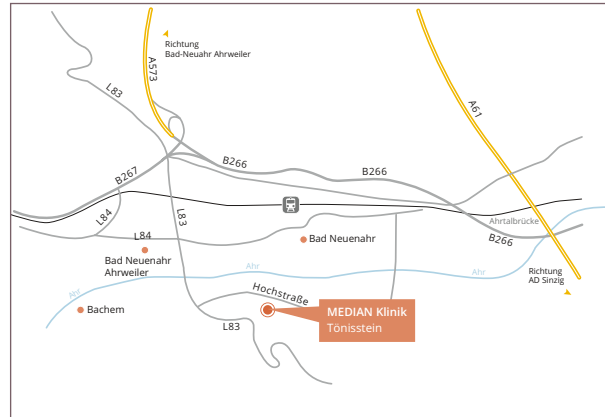 Richtung
Bad-Neuahr Ahrweiler
A573
L83
A61
B266
B266
B267
L84
L83
Ahrtalbrücke
L84
Bad Neuenahr
B266
Bad Neuenahr
Ahrweiler
Ahr
Ahr
Richtung
AD Sinzig
Ahr
Hochstraße
Bachem
MEDIAN Klinik
Tönisstein
L83